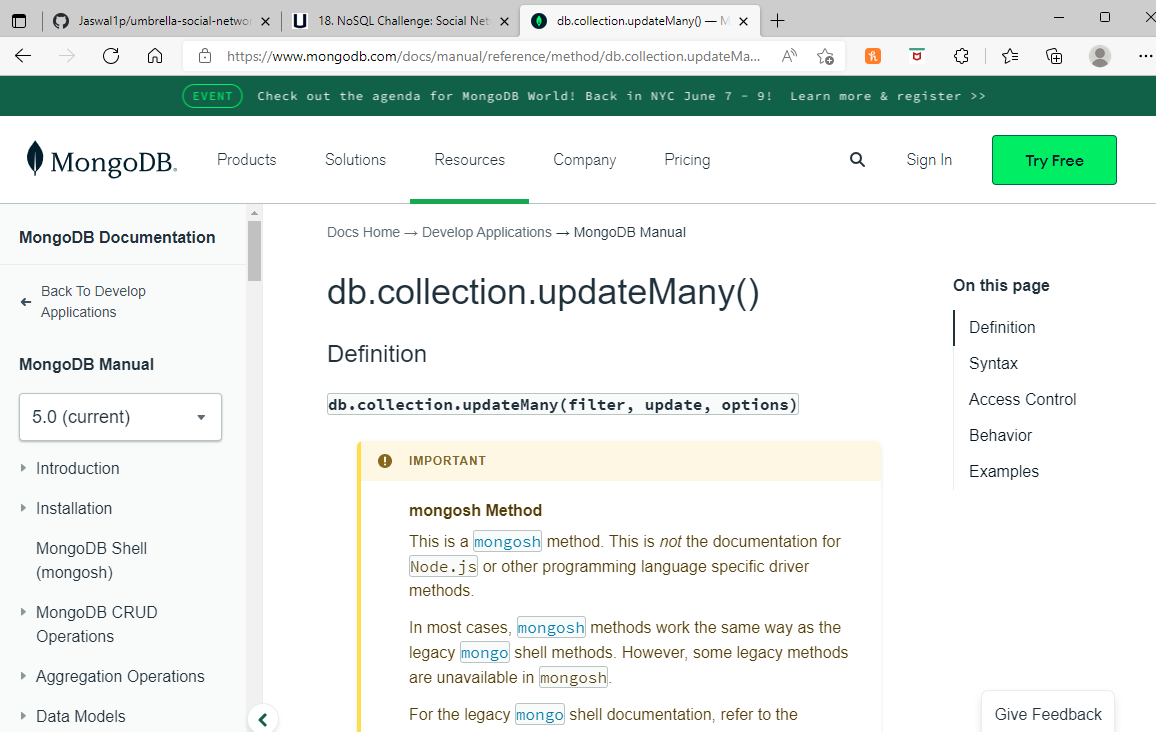 Jaswal1p/umbrella-social-netwo
18. NoSQL Challenge: Social Net
db.collection.updateMany() — M
https://www.mongodb.com/docs/manual/reference/method/db.collection.updateMa...
EVENT Check out the agenda for MongoDB World! Back in NYC June 7 - 9! Learn more & register >>
MongoDB.
Products
Solutions
Resources
Company
Pricing
Sign In
Try Free
MongoDB Documentation
Back To Develop
Applications
MongoDB Manual
5.0 (current)
Introduction
Installation
MongoDB Shell
(mongosh)
MongoDB CRUD
Operations
Aggregation Operations
Data Models
Docs Home → Develop Applications → MongoDB Manual
db.collection.updateMany()
Definition
db.collection.updateMany(filter, update, options)
IMPORTANT
mongosh Method
This is a mongosh method. This is not the documentation for
Node.js or other programming language specific driver
methods.
In most cases, mongosh methods work the same way as the
legacy mongo shell methods. However, some legacy methods
are unavailable in mongosh.
For the legacy mongo shell documentation, refer to the
On this page
Definition
Syntax
Access Control
Behavior
Examples
Give Feedback